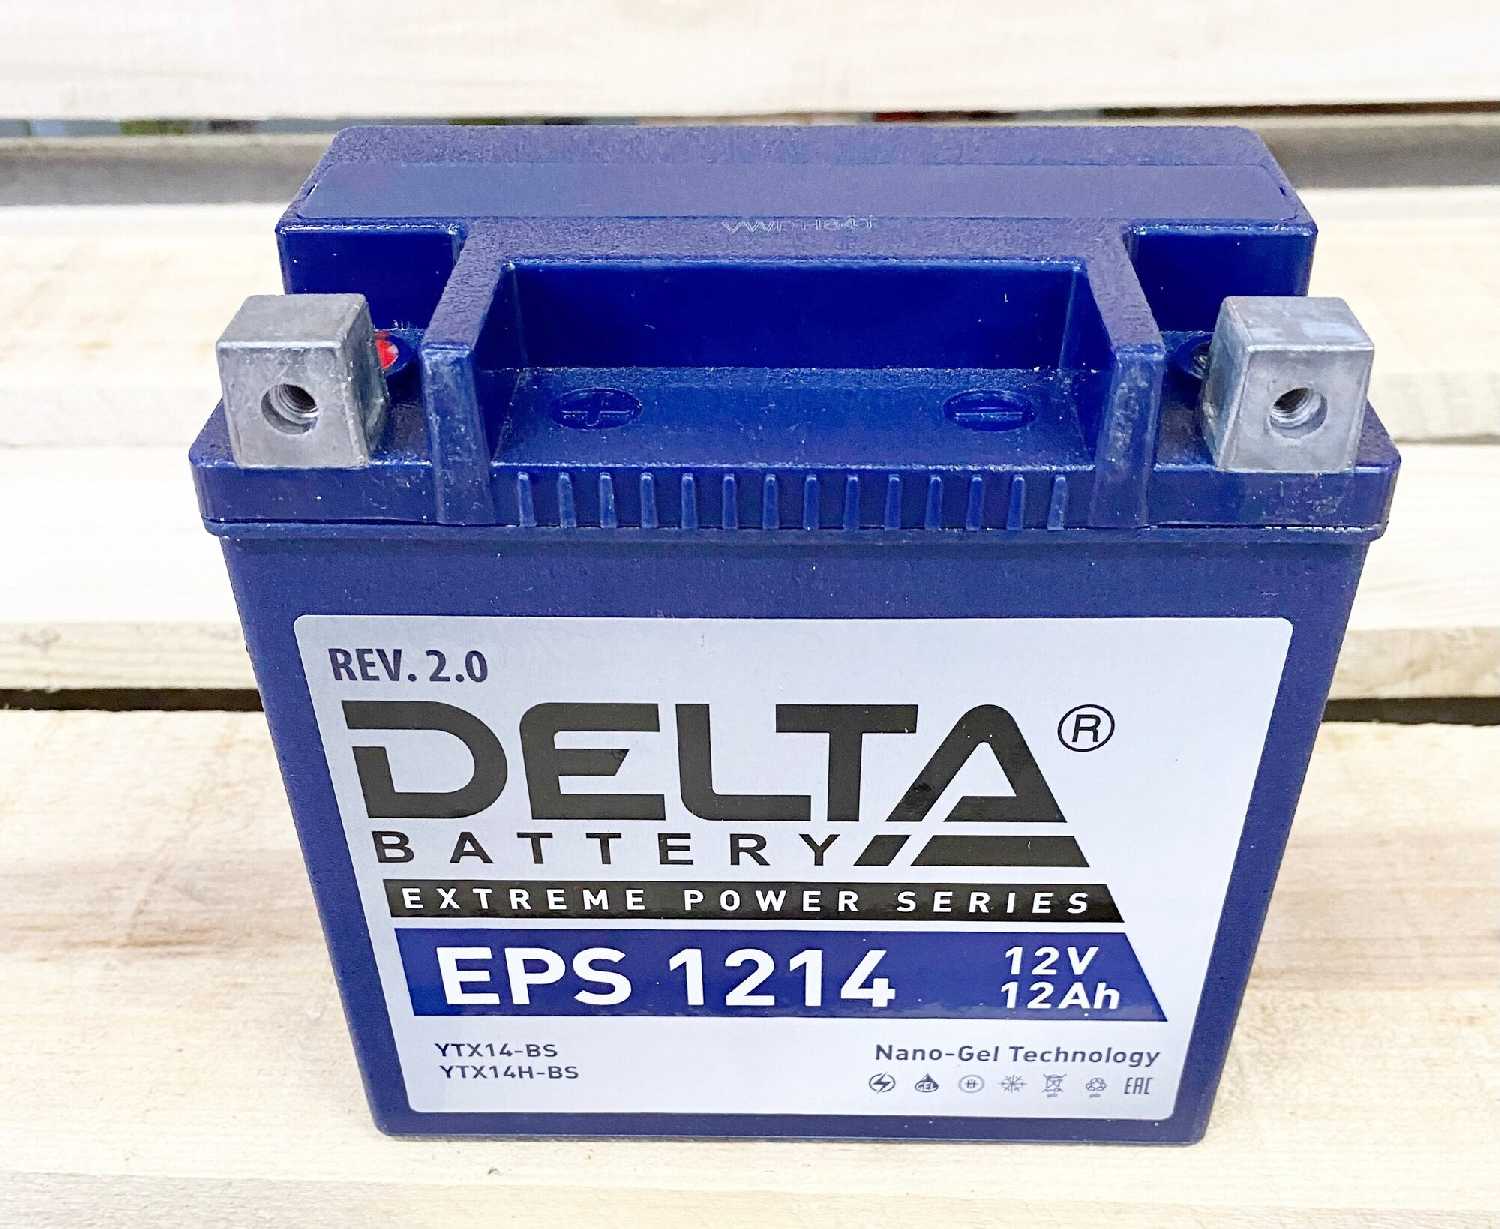 REV. 2.0
DELTA®
BATTERY
EXTREME POWER SERIES
EPS 1214
12V
12Ah
YTX14-BS
YTX14H-BS
Nano-Gel Technology
EAC